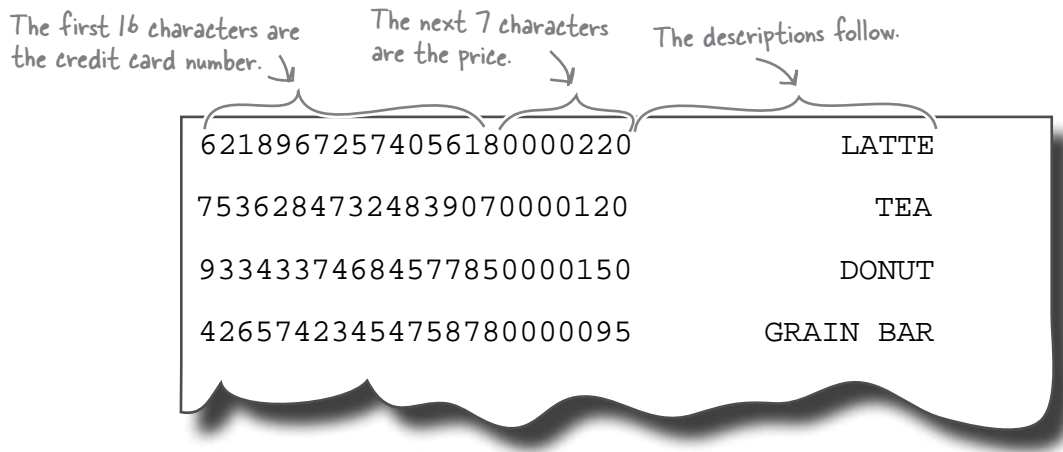 The first 16 characters are
the credit card number.
The next 7 characters
are the price.
The descriptions follow.
62189672574056180000220 LATTE
75362847324839070000120 TEA
93343374684577850000150 DONUT
42657423454758780000095 GRAIN BAR